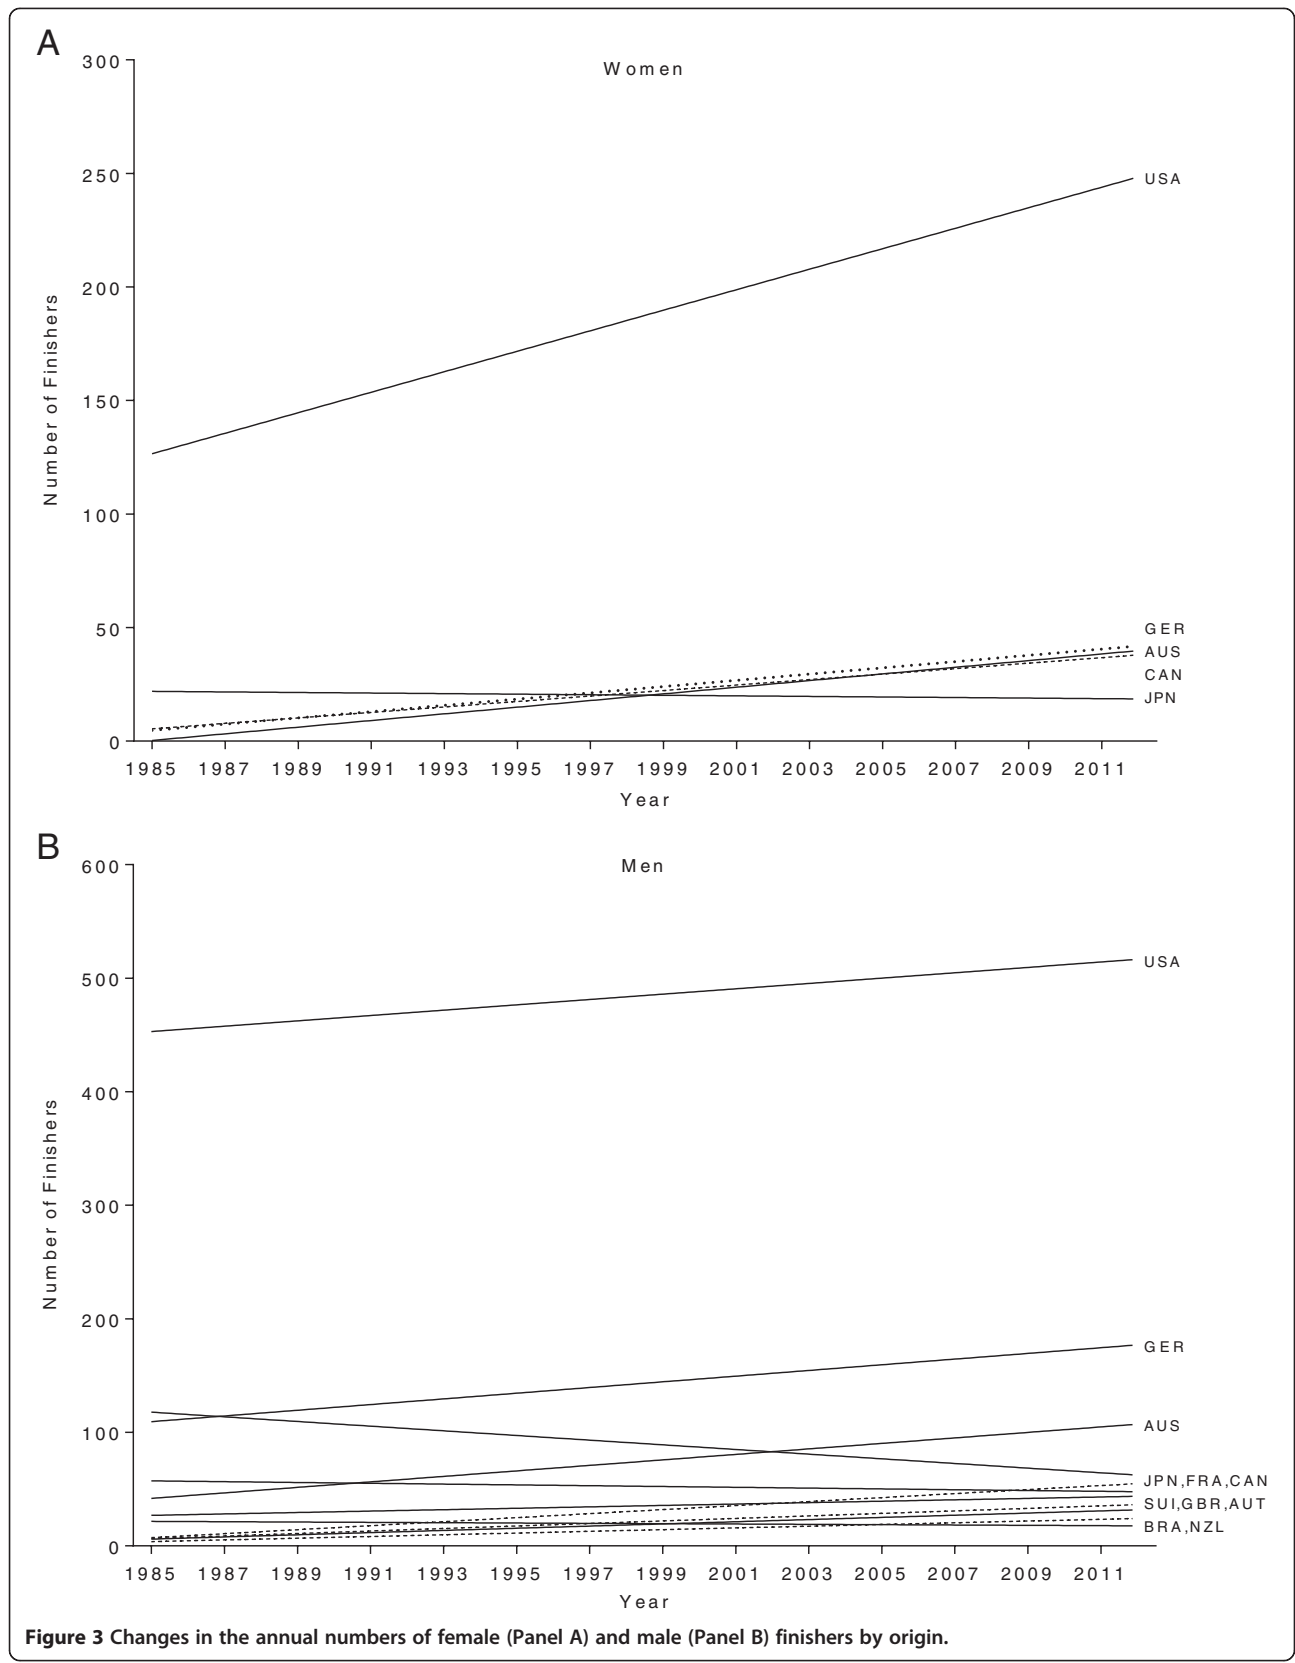 A
Women
300
250
200
150
100
50
0
Number of Finishers
USA
GER
AUS
CAN
JPN
1985 1987 1989 1991 1993 1995 1997 1999 2001 2003 2005 2007 2009 2011
Year
B
Men
600
500
400
300
200
100
0
Number of Finishers
USA
GER
AUS
JPN,FRA,CAN
SUI,GBR,AUT
BRA,NZL
1985 1987 1989 1991 1993 1995 1997 1999 2001 2003 2005 2007 2009 2011
Year
Figure 3 Changes in the annual numbers of female (Panel A) and male (Panel B) finishers by origin.